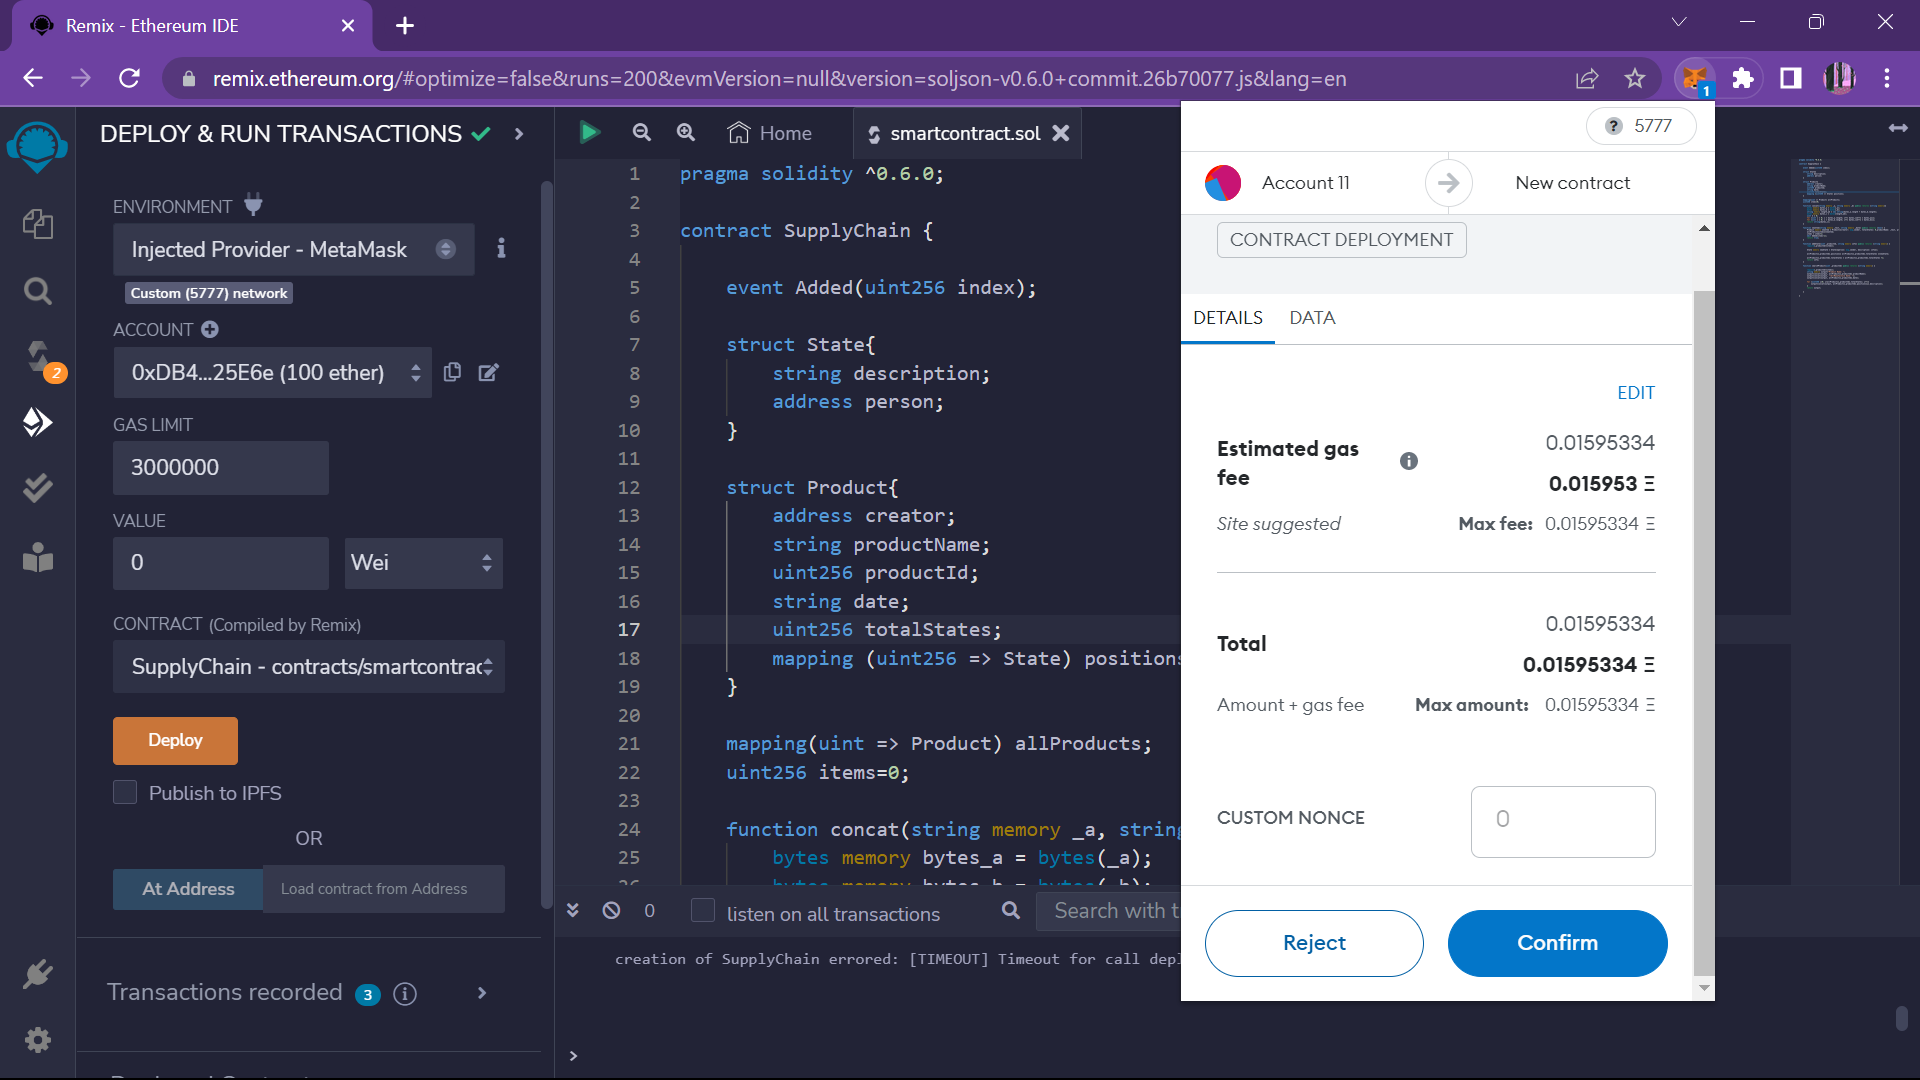 Remix - Ethereum IDE
remix.ethereum.org/#optimize=false&runs=200&evmVersion=null&version=soljson-v0.6.0+commit.26b70077.js&lang=en
1
DEPLOY & RUN TRANSACTIONS
ENVIRONMENT
Injected Provider - MetaMask
Custom (5777) network
ACCOUNT
0xDB4...25E6e (100 ether)
2
GAS LIMIT
3000000
VALUE
0
Wei
CONTRACT (Compiled by Remix)
SupplyChain - contracts/smartcontrac
Deploy
Publish to IPFS
OR
At Address
Load contract from Address
Transactions recorded 3 i
Home
smartcontract.sol
1 pragma solidity ^0.6.0;
2
3 contract SupplyChain {
4
5 event Added(uint256 index);
6
7 struct State{
8 string description;
9 address person;
10 }
11
12 struct Product{
13 address creator;
14 string productName;
15 uint256 productId;
16 string date;
17 uint256 totalStates;
18 mapping (uint256 => State) positions
19 }
20
21 mapping(uint => Product) allProducts;
22 uint256 items=0;
23
24 function concat(string memory _a, string
25 bytes memory bytes_a = bytes(_a);
26 bytes memory bytes_b = bytes(_b);
0
listen on all transactions
Search with t
creation of SupplyChain errored: [TIMEOUT] Timeout for call depl
>
? 5777
Account 11
New contract
CONTRACT DEPLOYMENT
DETAILS
DATA
EDIT
Estimated gas fee
0.01595334
0.015953 Ξ
Site suggested
Max fee: 0.01595334 Ξ
Total
0.01595334
0.01595334 Ξ
Amount + gas fee
Max amount: 0.01595334 Ξ
CUSTOM NONCE
0
Reject
Confirm